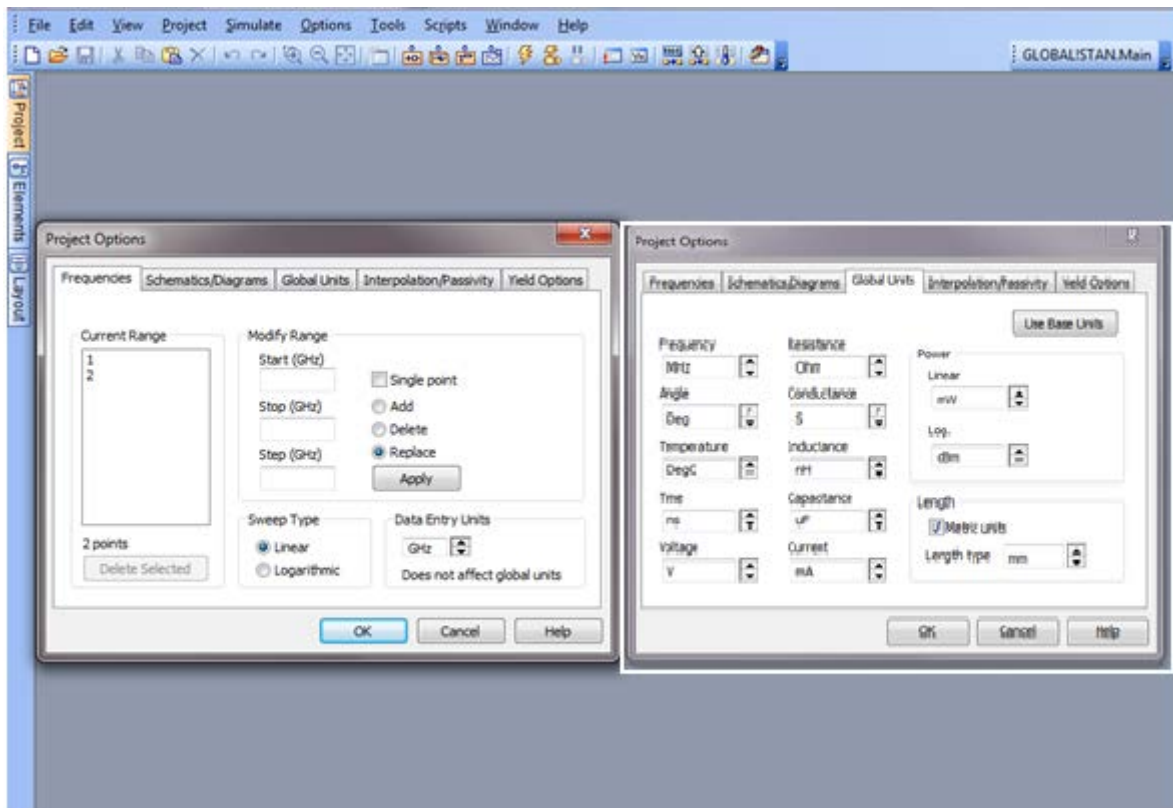 File Edit View Project Simulate Options Tools Scripts Window Help
GLOBALISTAN.Main
Project
Elements
Layout
Project Options
Frequencies Schematics/Diagrams Global Units Interpolation/Passivity Yield Options
Current Range
1
2
2 points
Delete Selected
Modify Range
Start (GHz)
Single point
Stop (GHz)
Add
Delete
Step (GHz)
Replace
Apply
Sweep Type
Linear
Logarithmic
Data Entry Units
GHz
Does not affect global units
OK Cancel Help
Project Options
Frequencies Schematics/Diagrams Global Units Interpolation/Passivity Yield Options
Use Base Units
Frequency
MHz
Angle
Deg
Temperature
DegC
Time
ns
Voltage
V
Resistance
Ohm
Conductance
S
Inductance
nH
Capacitance
uF
Current
mA
Power
Linear
mW
Log.
dBm
Length
Metric units
Length type mm
OK Cancel Help